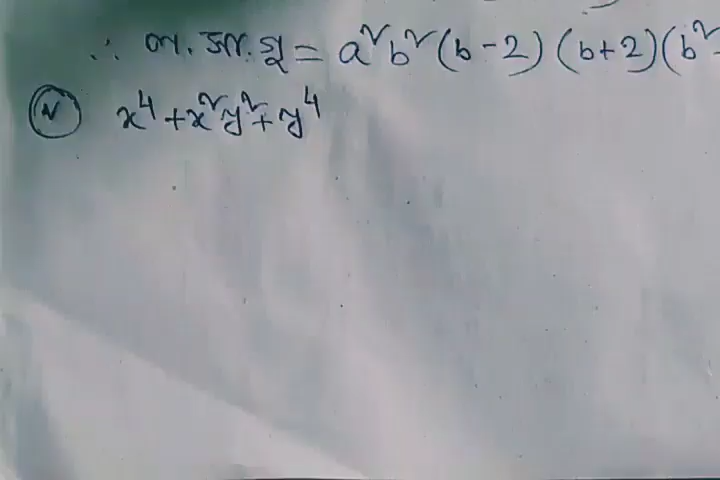 ∴ ল. সা. গু = a²b² (b-2) (b+2) (b²
x⁴ + x²y² + y⁴